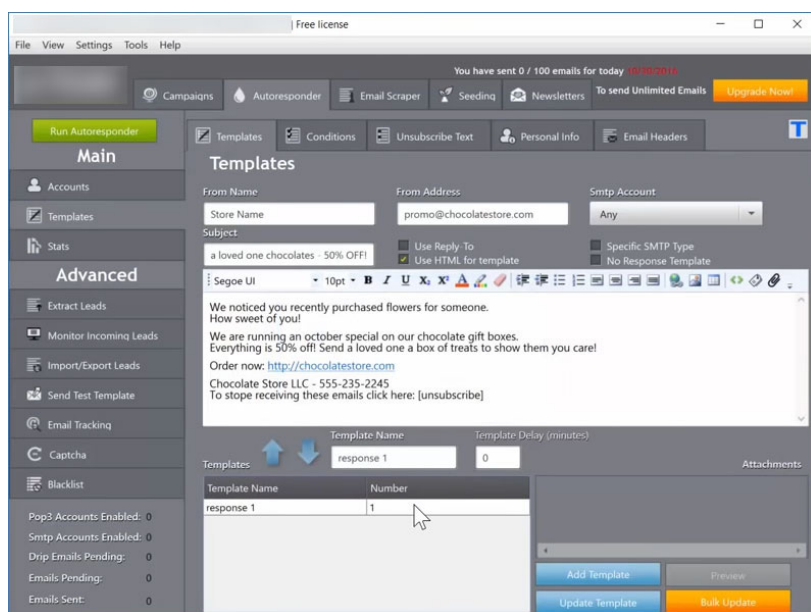 | Free license
File View Settings Tools Help
You have sent 0 / 100 emails for today
Campaigns Autoresponder Email Scraper Seeding Newsletters To send Unlimited Emails Upgrade Now!
Run Autoresponder
Main
Accounts
Templates
Stats
Advanced
Extract Leads
Monitor Incoming Leads
Import/Export Leads
Send Test Template
Email Tracking
Captcha
Blacklist
Pop3 Accounts Enabled: 0
Smtp Accounts Enabled: 0
Drip Emails Pending: 0
Emails Pending: 0
Emails Sent: 0
Templates Conditions Unsubscribe Text Personal Info Email Headers T
Templates
From Name From Address Smtp Account
Store Name promo@chocolatestore.com Any
Subject
a loved one chocolates - 50% OFF!
Use Reply-To Specific SMTP Type
Use HTML for template No Response Template
Segoe UI 10pt B I U X₂ X² A
We noticed you recently purchased flowers for someone.
How sweet of you!
We are running an october special on our chocolate gift boxes.
Everything is 50% off! Send a loved one a box of treats to show them you care!
Order now: http://chocolatestore.com
Chocolate Store LLC - 555-235-2245
To stope receiving these emails click here: [unsubscribe]
Template Name Template Delay (minutes)
Templates response 1 0 Attachments
Template Name Number
response 1 1
Add Template Preview
Update Template Bulk Update